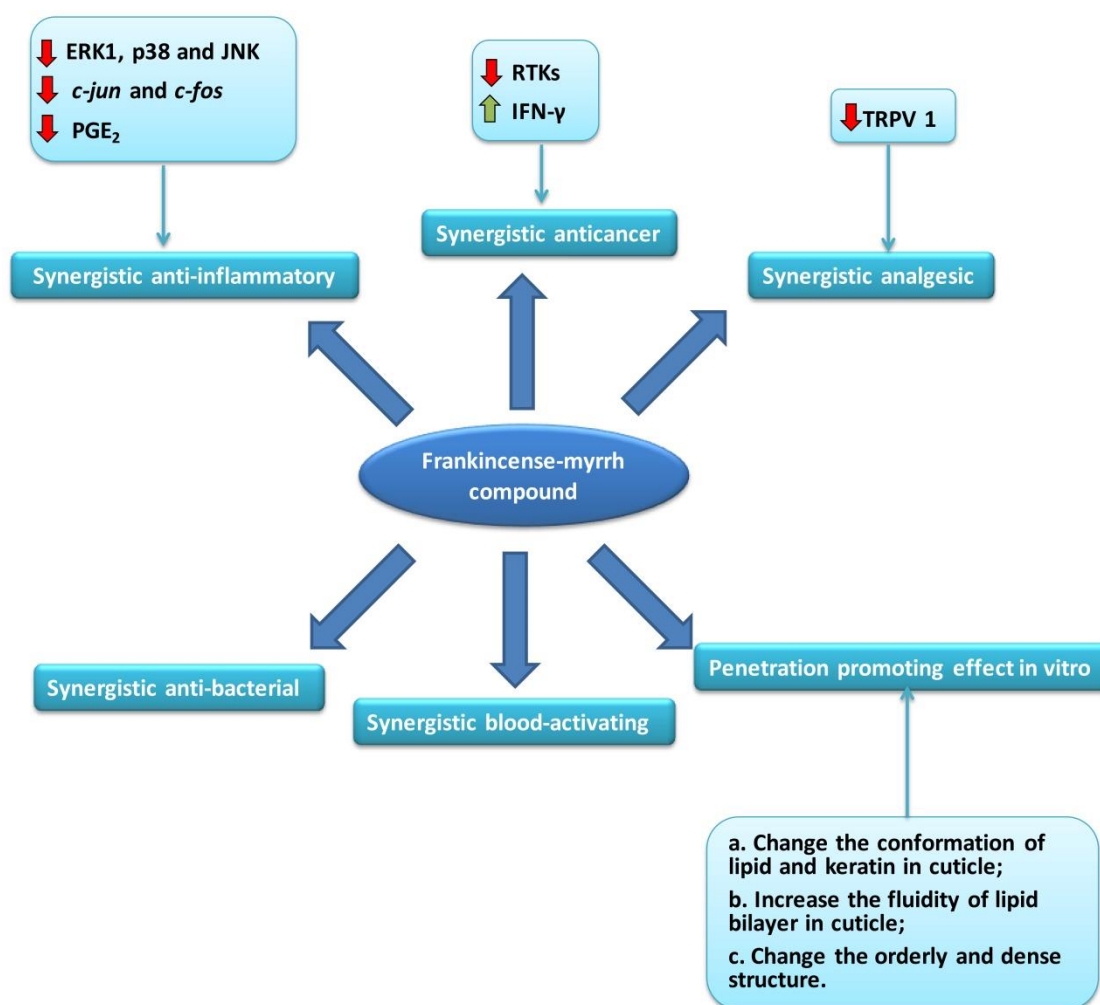 ERK1, p38 and JNK
c-jun and c-fos
PGE₂
RTKs
IFN-γ
TRPV 1
Synergistic anticancer
Synergistic anti-inflammatory
Synergistic analgesic
Frankincense-myrrh
compound
Synergistic anti-bacterial
Synergistic blood-activating
Penetration promoting effect in vitro
a. Change the conformation of
lipid and keratin in cuticle;
b. Increase the fluidity of lipid
bilayer in cuticle;
c. Change the orderly and dense
structure.